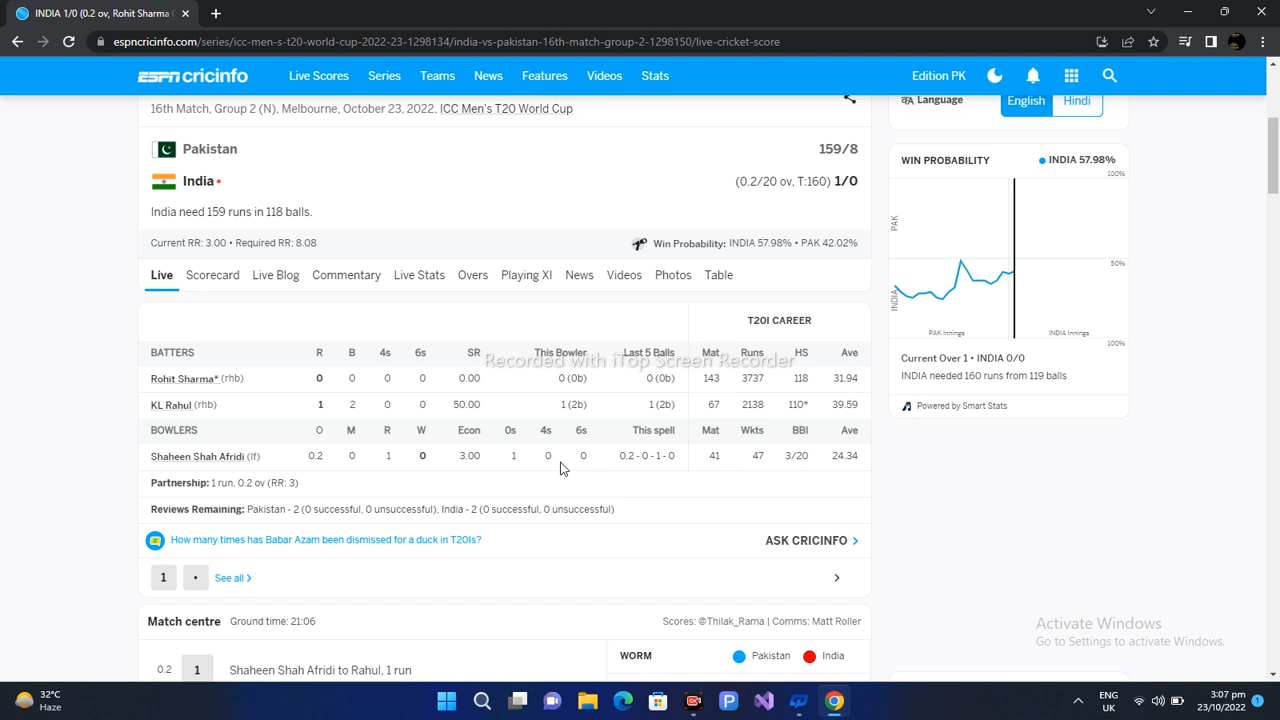 INDIA 1/0 (0.2 ov, Rohit Sharma
espncricinfo.com/series/icc-men-s-t20-world-cup-2022-23-1298134/india-vs-pakistan-16th-match-group-2-1298150/live-cricket-score
ESPN cricinfo Live Scores Series Teams News Features Videos Stats Edition PK
16th Match, Group 2 (N), Melbourne, October 23, 2022, ICC Men's T20 World Cup
Language English Hindi
Pakistan 159/8
India (0.2/20 ov, T:160) 1/0
India need 159 runs in 118 balls.
Current RR: 3.00 • Required RR: 8.08 Win Probability: INDIA 57.98% • PAK 42.02%
Live Scorecard Live Blog Commentary Live Stats Overs Playing XI News Videos Photos Table
T20I CAREER
BATTERS R B 4s 6s SR This Bowler Last 5 Balls Mat Runs HS Ave
Rohit Sharma* (rhb) 0 0 0 0 0.00 0 (0b) 0 (0b) 143 3737 118 31.94
KL Rahul (rhb) 1 2 0 0 50.00 1 (2b) 1 (2b) 67 2138 110* 39.59
BOWLERS O M R W Econ 0s 4s 6s This spell Mat Wkts BBI Ave
Shaheen Shah Afridi (lf) 0.2 0 1 0 3.00 1 0 0 0.2 - 0 - 1 - 0 41 47 3/20 24.34
Partnership: 1 run, 0.2 ov (RR: 3)
Reviews Remaining: Pakistan - 2 (0 successful, 0 unsuccessful), India - 2 (0 successful, 0 unsuccessful)
How many times has Babar Azam been dismissed for a duck in T20Is? ASK CRICINFO
1 • See all
Match centre Ground time: 21:06 Scores: @Thilak_Rama | Comms: Matt Roller
0.2 1 Shaheen Shah Afridi to Rahul, 1 run
WORM Pakistan India
WIN PROBABILITY INDIA 57.98%
100%
PAK
50%
INDIA
PAK Innings INDIA Innings
100%
Current Over 1 • INDIA 0/0
INDIA needed 160 runs from 119 balls
Powered by Smart Stats
Recorded with iTop Screen Recorder
Activate Windows
Go to Settings to activate Windows.
32°C
Haze
ENG
UK
3:07 pm
23/10/2022
1